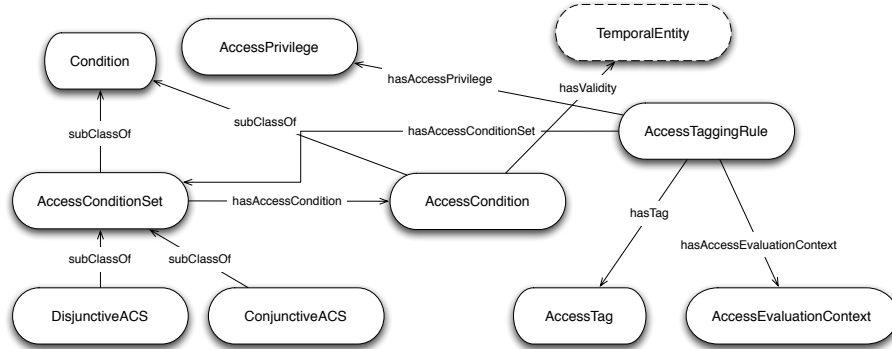 TemporalEntity
AccessPrivilege
Condition
hasAccessPrivilege
hasValidity
subClassOf
subClassOf
hasAccessConditionSet
AccessTaggingRule
AccessConditionSet
hasAccessCondition
AccessCondition
hasTag
hasAccessEvaluationContext
subClassOf
subClassOf
DisjunctiveACS
ConjunctiveACS
AccessTag
AccessEvaluationContext